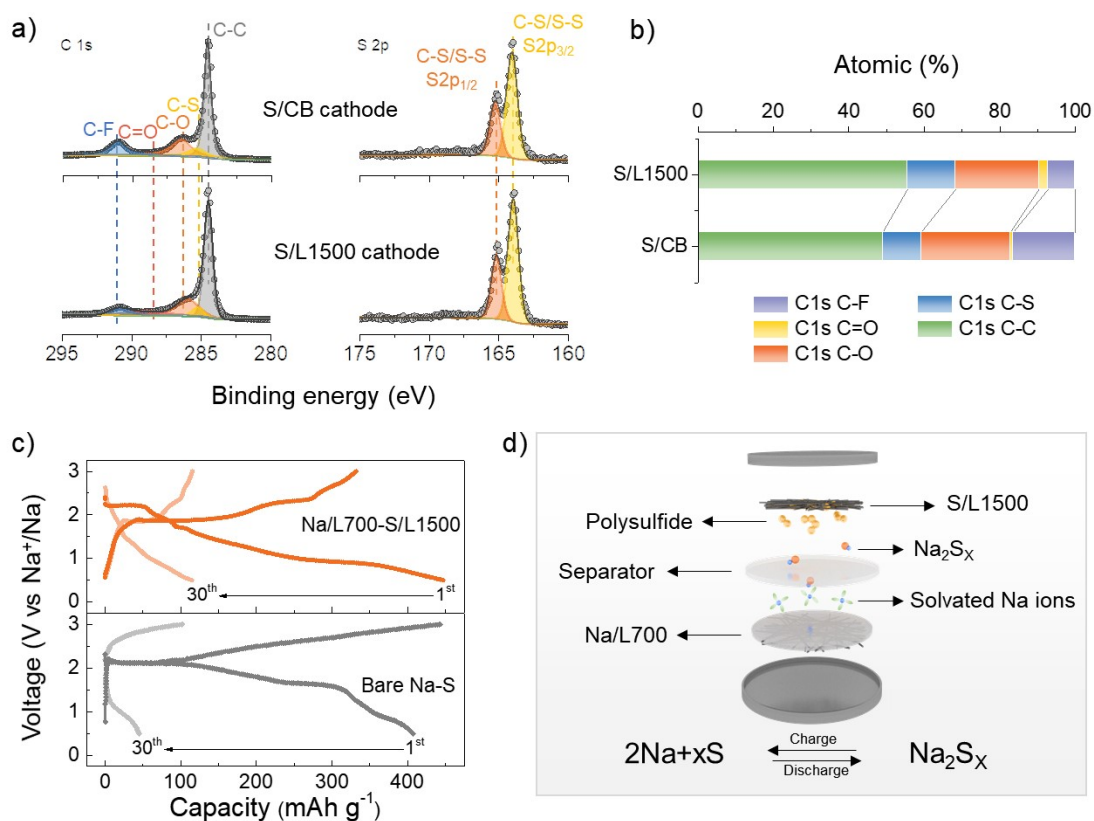 a)
C 1s
C-C
C-S
C-O
C=O
C-F
S/CB cathode
S 2p
C-S/S-S
S2p1/2
C-S/S-S
S2p3/2
S/L1500 cathode
295 290 285 280
175 170 165 160
Binding energy (eV)
b)
Atomic (%)
0 20 40 60 80 100
S/L1500
S/CB
C1s C-F
C1s C=O
C1s C-O
C1s C-S
C1s C-C
c)
Voltage (V vs Na⁺/Na)
3
2
1
0
Na/L700-S/L1500
30th
1st
3
2
1
0
Bare Na-S
30th
1st
0 100 200 300 400
Capacity (mAh g⁻¹)
d)
S/L1500
Polysulfide
Na₂Sₓ
Separator
Solvated Na ions
Na/L700
2Na+xS
Charge
Discharge
Na₂Sₓ